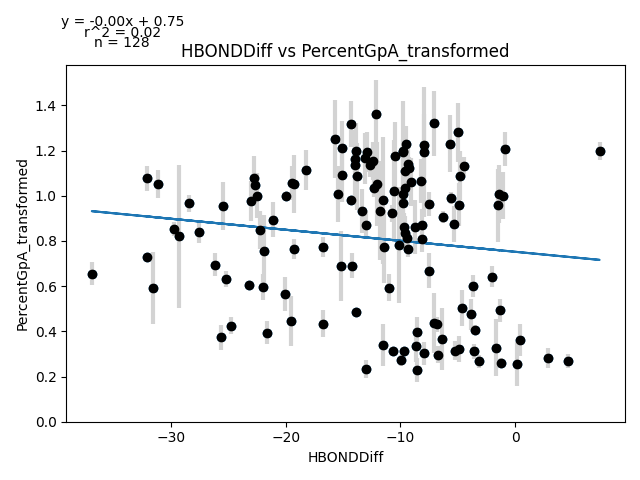 y = -0.00x + 0.75
r^2 = 0.02
n = 128
HBONDDiff vs PercentGpA_transformed
1.4
1.2
1.0
0.8
0.6
0.4
0.2
0.0
PercentGpA_transformed
−30 −20 −10 0
HBONDDiff